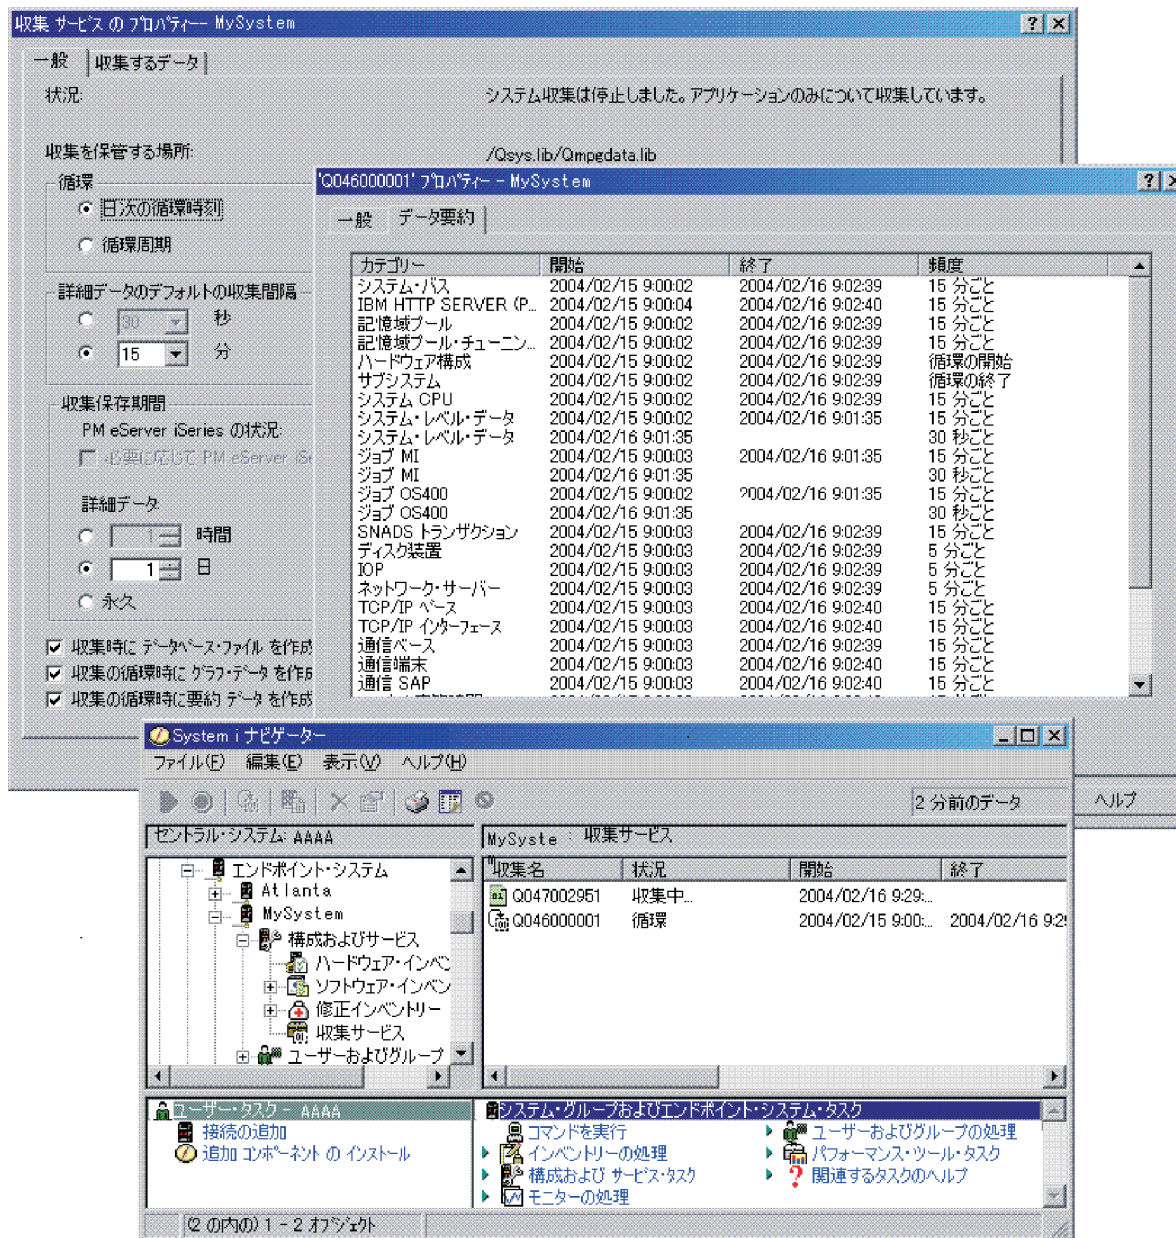 収集 サービス の プロパティー - MySystem
一般
収集するデータ
状況:
システム収集は停止しました。アプリケーションのみについて収集しています。
収集を保管する場所:
/Qsys.lib/Qmpgdata.lib
循環
日次の循環時刻
循環周期
詳細データのデフォルトの収集間隔
30 秒
15 分
収集保存期間
PM eServer iSeries の状況:
必要に応じて PM eServer iSe
詳細データ
1 時間
1 日
永久
収集時に データベース・ファイル を作成
収集の循環時に グラフ・データ を作成
収集の循環時に要約 データ を作成
'Q046000001' プロパティー - MySystem
一般
データ要約
カテゴリー 開始 終了 頻度
システム・バス 2004/02/15 9:00:02 2004/02/16 9:02:39 15 分ごと
IBM HTTP SERVER (P... 2004/02/15 9:00:04 2004/02/16 9:02:40 15 分ごと
記憶域プール 2004/02/15 9:00:02 2004/02/16 9:02:39 15 分ごと
記憶域プール・チューニン... 2004/02/15 9:00:02 2004/02/16 9:02:39 15 分ごと
ハードウェア構成 2004/02/15 9:00:02 2004/02/16 9:02:39 循環の開始
サブシステム 2004/02/15 9:00:02 2004/02/16 9:02:39 循環の終了
システム CPU 2004/02/15 9:00:02 2004/02/16 9:02:39 15 分ごと
システム・レベル・データ 2004/02/15 9:00:02 2004/02/16 9:01:35 15 分ごと
システム・レベル・データ 2004/02/16 9:01:35 30 秒ごと
ジョブ MI 2004/02/15 9:00:03 2004/02/16 9:01:35 15 分ごと
ジョブ MI 2004/02/16 9:01:35 30 秒ごと
ジョブ OS400 2004/02/15 9:00:02 2004/02/16 9:01:35 15 分ごと
ジョブ OS400 2004/02/16 9:01:35 30 秒ごと
SNADS トランザクション 2004/02/15 9:00:03 2004/02/16 9:02:39 15 分ごと
ディスク装置 2004/02/15 9:00:03 2004/02/16 9:02:39 5 分ごと
IOP 2004/02/15 9:00:03 2004/02/16 9:02:39 5 分ごと
ネットワーク・サーバー 2004/02/15 9:00:03 2004/02/16 9:02:39 5 分ごと
TCP/IP ベース 2004/02/15 9:00:03 2004/02/16 9:02:40 15 分ごと
TCP/IP インターフェース 2004/02/15 9:00:03 2004/02/16 9:02:40 15 分ごと
通信ベース 2004/02/15 9:00:03 2004/02/16 9:02:39 15 分ごと
通信端末 2004/02/15 9:00:03 2004/02/16 9:02:40 15 分ごと
通信 SAP 2004/02/15 9:00:03 2004/02/16 9:02:40 15 分ごと
ヘルプ
System i ナビゲーター
ファイル(F) 編集(E) 表示(V) ヘルプ(H)
2 分前のデータ
セントラル・システム: AAAA
MySyste : 収集サービス
エンドポイント・システム
Atlanta
MySystem
構成およびサービス
ハードウェア・インベン
ソフトウェア・インベン
修正インベントリー
収集サービス
ユーザーおよびグループ
収集名 状況 開始 終了
Q047002951 収集中... 2004/02/16 9:29:...
Q046000001 循環 2004/02/15 9:00:... 2004/02/16 9:29
ユーザー・タスク - AAAA
接続の追加
追加 コンポーネント の インストール
システム・グループおよびエンドポイント・システム・タスク
コマンドを実行
インベントリーの処理
構成および サービス・タスク
モニターの処理
ユーザーおよびグループの処理
パフォーマンス・ツール・タスク
関連するタスクのヘルプ
(2 の内の) 1 - 2 オブジェクト